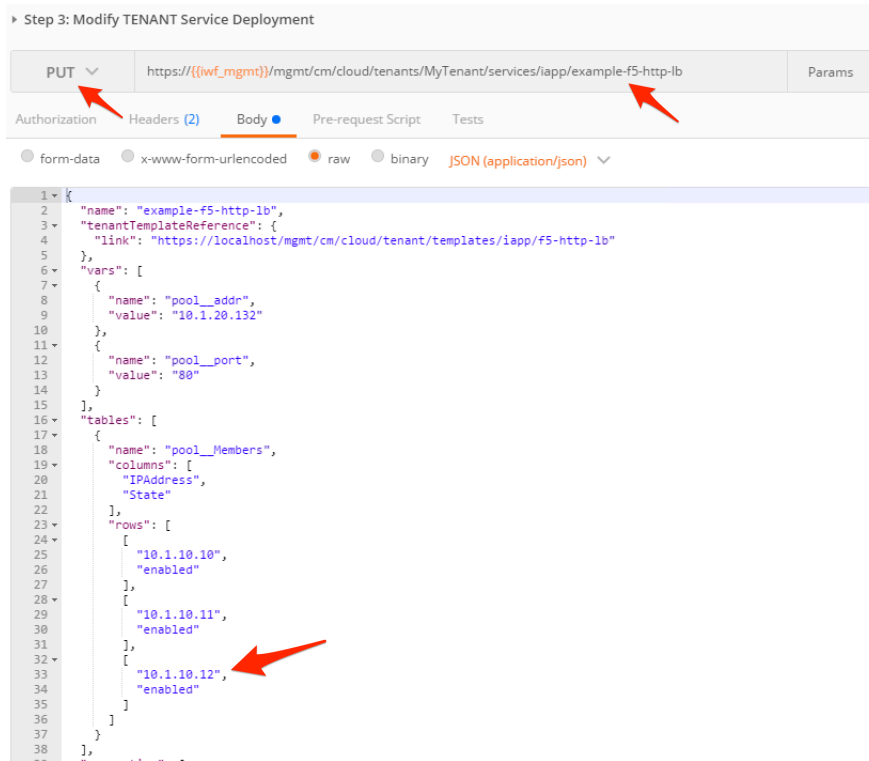 Step 3: Modify TENANT Service Deployment
PUT https://{{iwf_mgmt}}/mgmt/cm/cloud/tenants/MyTenant/services/iapp/example-f5-http-lb Params
Authorization Headers (2) Body Pre-request Script Tests
form-data x-www-form-urlencoded raw binary JSON (application/json)
1 {
2 "name": "example-f5-http-lb",
3 "tenantTemplateReference": {
4 "link": "https://localhost/mgmt/cm/cloud/tenant/templates/iapp/f5-http-lb"
5 },
6 "vars": [
7 {
8 "name": "pool__addr",
9 "value": "10.1.20.132"
10 },
11 {
12 "name": "pool__port",
13 "value": "80"
14 }
15 ],
16 "tables": [
17 {
18 "name": "pool__Members",
19 "columns": [
20 "IPAddress",
21 "State"
22 ],
23 "rows": [
24 [
25 "10.1.10.10",
26 "enabled"
27 ],
28 [
29 "10.1.10.11",
30 "enabled"
31 ],
32 [
33 "10.1.10.12",
34 "enabled"
35 ]
36 ]
37 }
38 ],